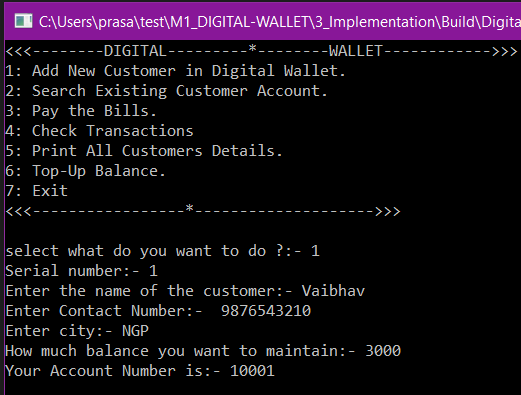 C:\Users\prasa\test\M1_DIGITAL-WALLET\3_Implementation\Build\Digita
<<<--------DIGITAL---------*--------WALLET------------>>>
1: Add New Customer in Digital Wallet.
2: Search Existing Customer Account.
3: Pay the Bills.
4: Check Transactions
5: Print All Customers Details.
6: Top-Up Balance.
7: Exit
<<<-----------------*-------------------->>>
select what do you want to do ?:- 1
Serial number:- 1
Enter the name of the customer:- Vaibhav
Enter Contact Number:-  9876543210
Enter city:- NGP
How much balance you want to maintain:- 3000
Your Account Number is:- 10001